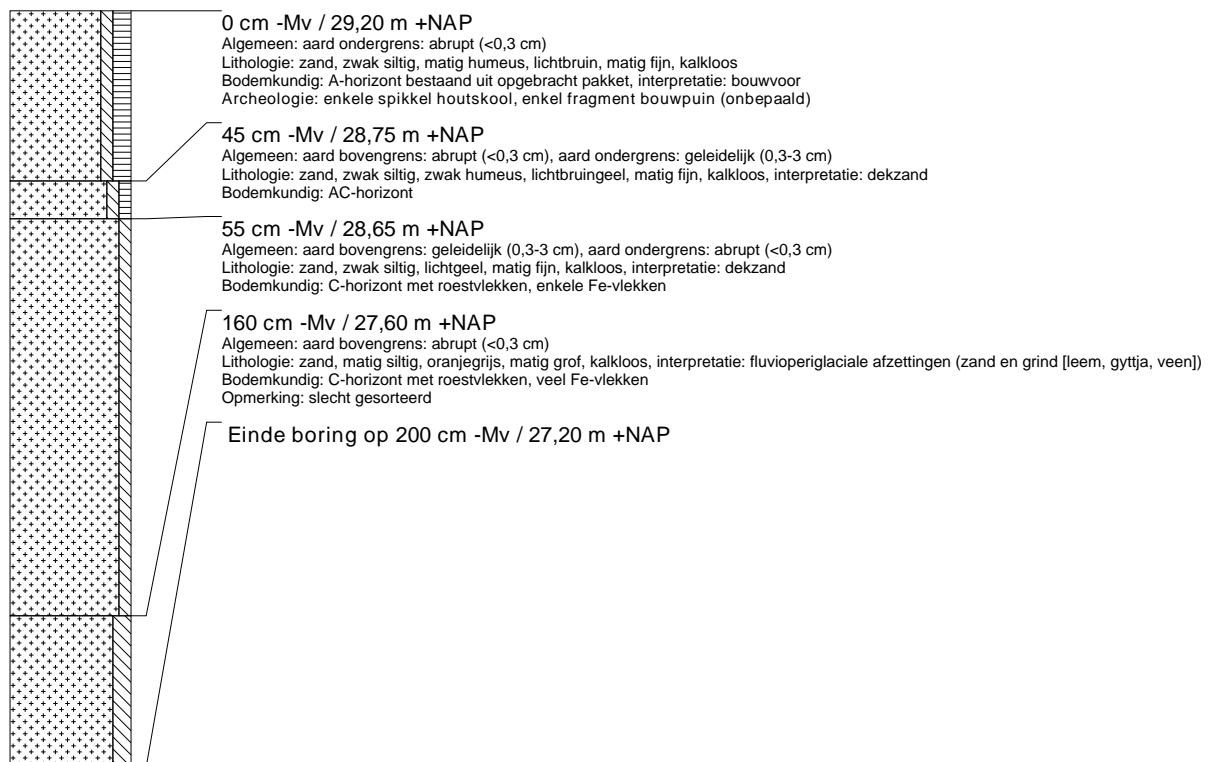 0 cm -Mv / 29,20 m +NAP
Algemeen: aard ondergrens: abrupt (<0,3 cm)
Lithologie: zand, zwak siltig, matig humeus, lichtbruin, matig fijn, kalkloos
Bodemkundig: A-horizont bestaand uit opgebracht pakket, interpretatie: bouwvoor
Archeologie: enkele spikkel houtskool, enkel fragment bouwpuin (onbepaald)
45 cm -Mv / 28,75 m +NAP
Algemeen: aard bovengrens: abrupt (<0,3 cm), aard ondergrens: geleidelijk (0,3-3 cm)
Lithologie: zand, zwak siltig, zwak humeus, lichtbruingeel, matig fijn, kalkloos, interpretatie: dekzand
Bodemkundig: AC-horizont
55 cm -Mv / 28,65 m +NAP
Algemeen: aard bovengrens: geleidelijk (0,3-3 cm), aard ondergrens: abrupt (<0,3 cm)
Lithologie: zand, zwak siltig, lichtgeel, matig fijn, kalkloos, interpretatie: dekzand
Bodemkundig: C-horizont met roestvlekken, enkele Fe-vlekken
160 cm -Mv / 27,60 m +NAP
Algemeen: aard bovengrens: abrupt (<0,3 cm)
Lithologie: zand, matig siltig, oranjegrijs, matig grof, kalkloos, interpretatie: fluvioperiglaciale afzettingen (zand en grind [leem, gyttja, veen])
Bodemkundig: C-horizont met roestvlekken, veel Fe-vlekken
Opmerking: slecht gesorteerd
Einde boring op 200 cm -Mv / 27,20 m +NAP